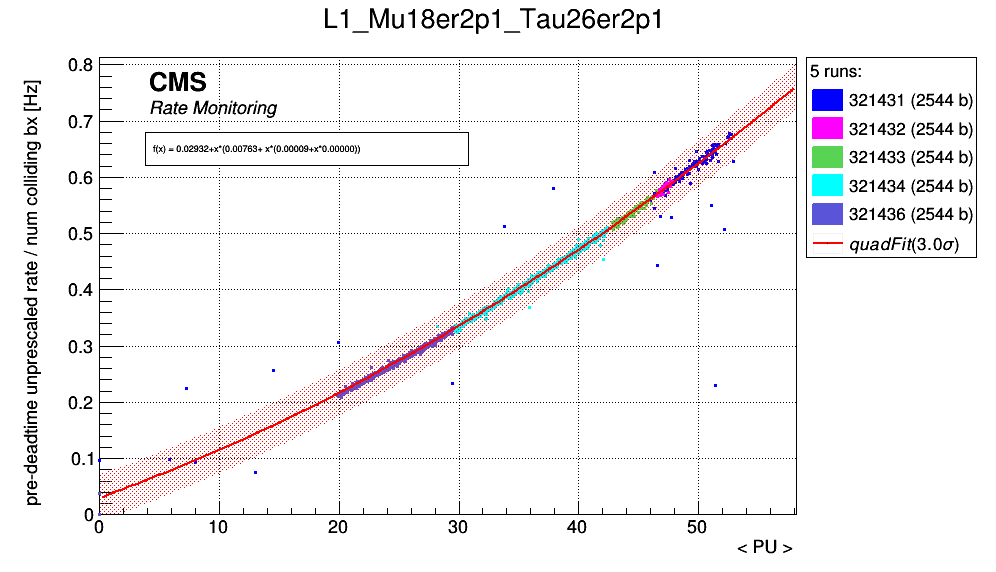 L1_Mu18er2p1_Tau26er2p1
pre-deadtime unprescaled rate / num colliding bx [Hz]
0.8
0.7
0.6
0.5
0.4
0.3
0.2
0.1
0
CMS
Rate Monitoring
f(x) = 0.02932+x*(0.00763+ x*(0.00009+x*0.00000))
0 10 20 30 40 50
< PU >
5 runs:
321431 (2544 b)
321432 (2544 b)
321433 (2544 b)
321434 (2544 b)
321436 (2544 b)
quadFit(3.0σ)